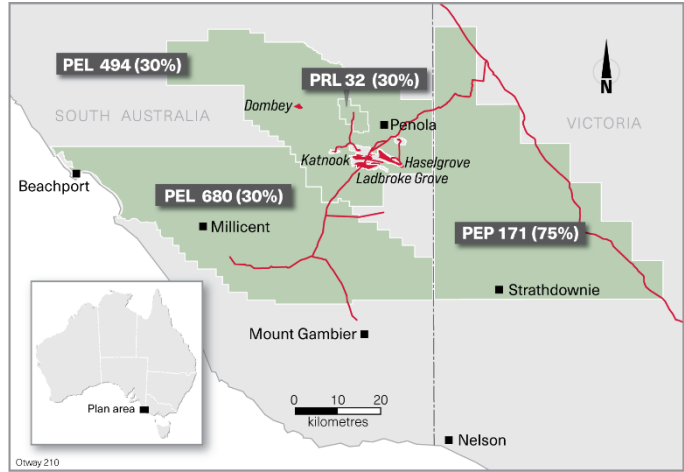 PEL 494 (30%)
PRL 32 (30%)
N
SOUTH AUSTRALIA
Dombey
Penola
VICTORIA
Katnook
Haselgrove
Ladbroke Grove
Beachport
PEL 680 (30%)
Millicent
PEP 171 (75%)
Strathdownie
Mount Gambier
Plan area
0 10 20
kilometres
Nelson
Otway 210